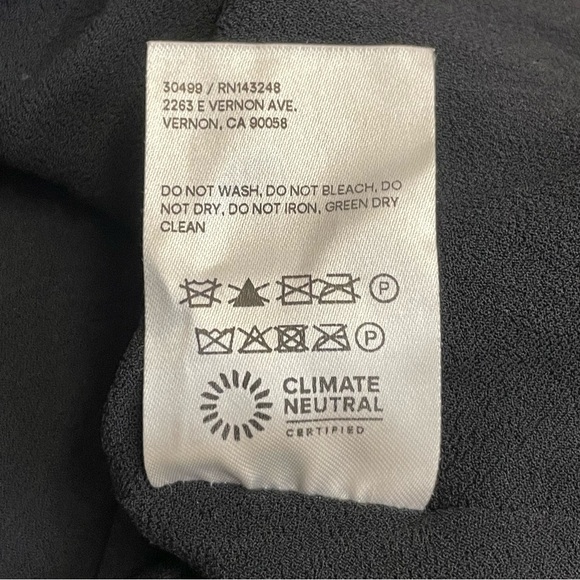 30499 / RN143248
2263 E VERNON AVE.
VERNON, CA 90058
DO NOT WASH, DO NOT BLEACH, DO
NOT DRY, DO NOT IRON, GREEN DRY
CLEAN
P
P
CLIMATE
NEUTRAL
CERTIFIED